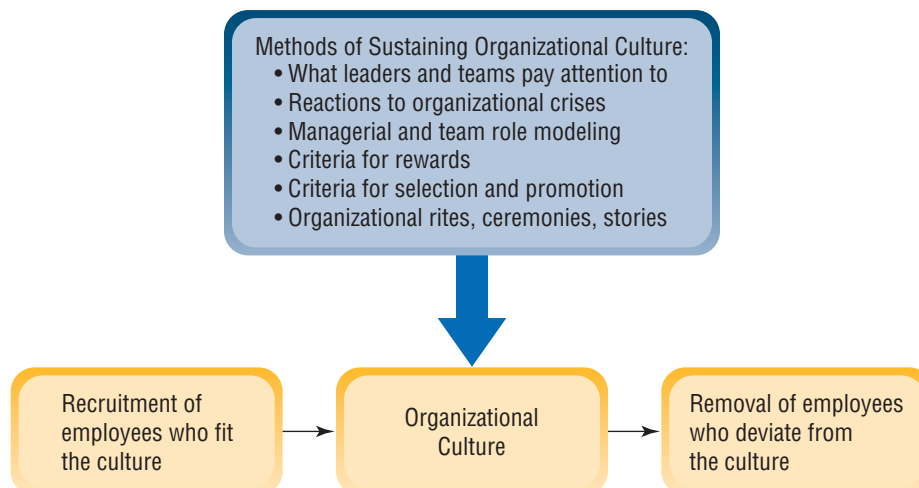 Methods of Sustaining Organizational Culture:
• What leaders and teams pay attention to
• Reactions to organizational crises
• Managerial and team role modeling
• Criteria for rewards
• Criteria for selection and promotion
• Organizational rites, ceremonies, stories
Recruitment of
employees who fit
the culture
Organizational
Culture
Removal of employees
who deviate from
the culture